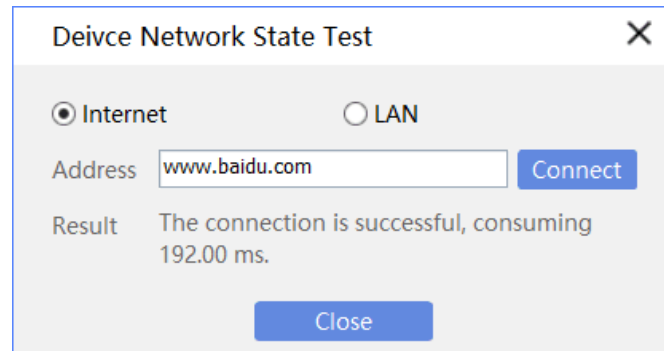 Deivce Network State Test
Internet
LAN
Address
www.baidu.com
Connect
Result
The connection is successful, consuming
192.00 ms.
Close